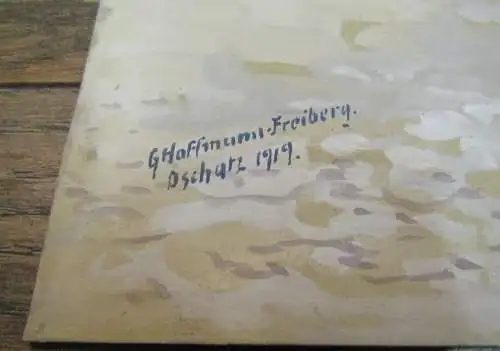 G Hoffmann-Freiberg.
Oschatz 1919.